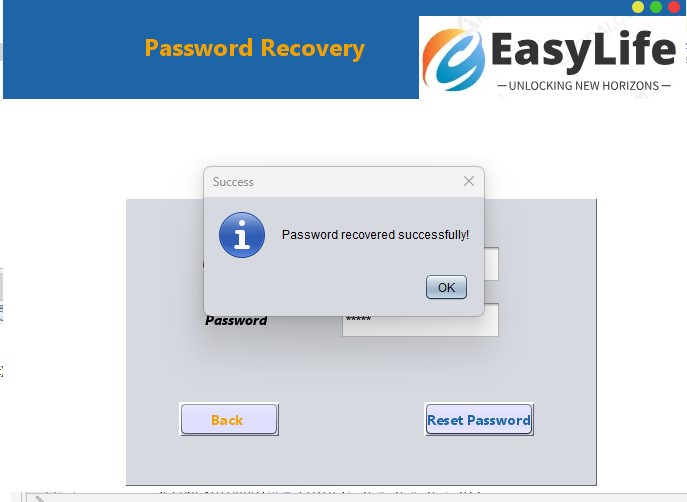 Password Recovery
EasyLife
— UNLOCKING NEW HORIZONS —
Success
Password recovered successfully!
OK
Password
*****
Back
Reset Password